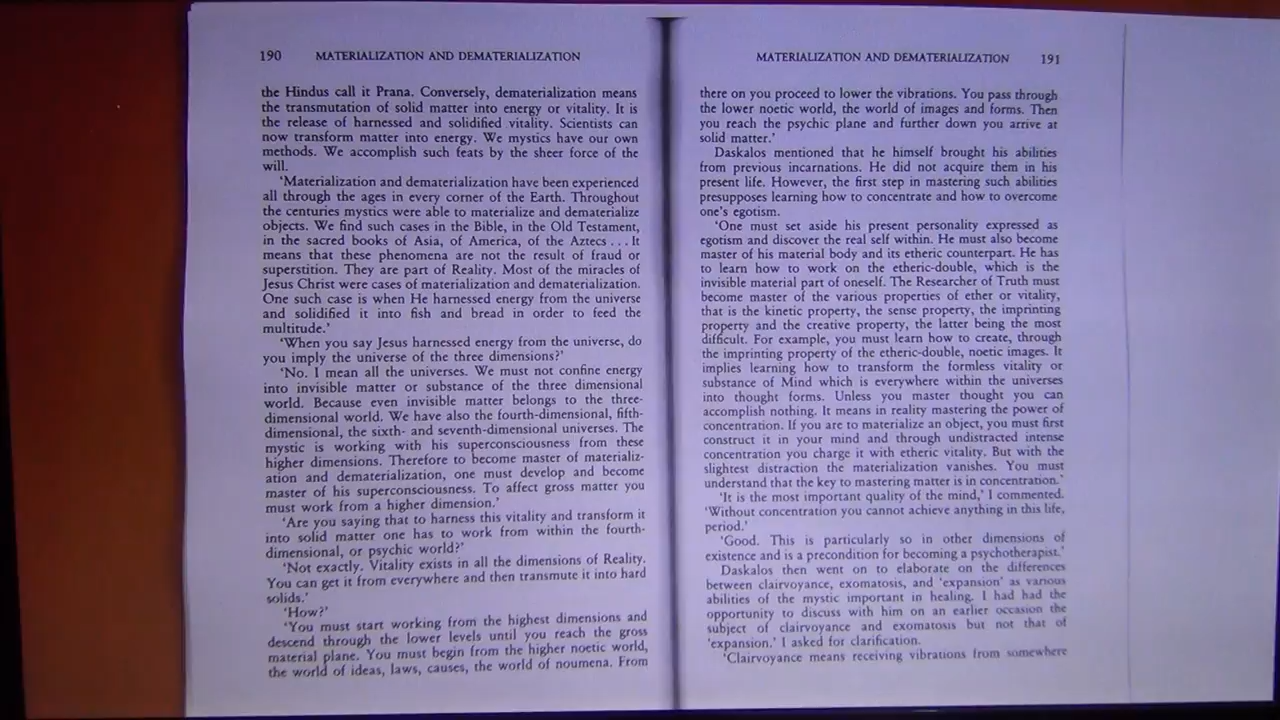 190 MATERIALIZATION AND DEMATERIALIZATION
the Hindus call it Prana. Conversely, dematerialization means
the transmutation of solid matter into energy or vitality. It is
the release of harnessed and solidified vitality. Scientists can
now transform matter into energy. We mystics have our own
methods. We accomplish such feats by the sheer force of the
will.
'Materialization and dematerialization have been experienced
all through the ages in every corner of the Earth. Throughout
the centuries mystics were able to materialize and dematerialize
objects. We find such cases in the Bible, in the Old Testament,
in the sacred books of Asia, of America, of the Aztecs . . . It
means that these phenomena are not the result of fraud or
superstition. They are part of Reality. Most of the miracles of
Jesus Christ were cases of materialization and dematerialization.
One such case is when He harnessed energy from the universe
and solidified it into fish and bread in order to feed the
multitude.'
'When you say Jesus harnessed energy from the universe, do
you imply the universe of the three dimensions?'
'No. I mean all the universes. We must not confine energy
into invisible matter or substance of the three dimensional
world. Because even invisible matter belongs to the three-
dimensional world. We have also the fourth-dimensional, fifth-
dimensional, the sixth- and seventh-dimensional universes. The
mystic is working with his superconsciousness from these
higher dimensions. Therefore to become master of materializ-
ation and dematerialization, one must develop and become
master of his superconsciousness. To affect gross matter you
must work from a higher dimension.'
'Are you saying that to harness this vitality and transform it
into solid matter one has to work from within the fourth-
dimensional, or psychic world?'
'Not exactly. Vitality exists in all the dimensions of Reality.
You can get it from everywhere and then transmute it into hard
solids.'
'How?'
'You must start working from the highest dimensions and
descend through the lower levels until you reach the gross
material plane. You must begin from the higher noetic world,
the world of ideas, laws, causes, the world of noumena. From
MATERIALIZATION AND DEMATERIALIZATION 191
there on you proceed to lower the vibrations. You pass through
the lower noetic world, the world of images and forms. Then
you reach the psychic plane and further down you arrive at
solid matter.'
Daskalos mentioned that he himself brought his abilities
from previous incarnations. He did not acquire them in his
present life. However, the first step in mastering such abilities
presupposes learning how to concentrate and how to overcome
one's egotism.
'One must set aside his present personality expressed as
egotism and discover the real self within. He must also become
master of his material body and its etheric counterpart. He has
to learn how to work on the etheric-double, which is the
invisible material part of oneself. The Researcher of Truth must
become master of the various properties of ether or vitality,
that is the kinetic property, the sense property, the imprinting
property and the creative property, the latter being the most
difficult. For example, you must learn how to create, through
the imprinting property of the etheric-double, noetic images. It
implies learning how to transform the formless vitality or
substance of Mind which is everywhere within the universes
into thought forms. Unless you master thought you can
accomplish nothing. It means in reality mastering the power of
concentration. If you are to materialize an object, you must first
construct it in your mind and through undistracted intense
concentration you charge it with etheric vitality. But with the
slightest distraction the materialization vanishes. You must
understand that the key to mastering matter is in concentration.'
'It is the most important quality of the mind,' I commented.
'Without concentration you cannot achieve anything in this life,
period.'
'Good. This is particularly so in other dimensions of
existence and is a precondition for becoming a psychotherapist.'
Daskalos then went on to elaborate on the differences
between clairvoyance, exomatosis, and 'expansion' as various
abilities of the mystic important in healing. I had had the
opportunity to discuss with him on an earlier occasion the
subject of clairvoyance and exomatosis but not that of
'expansion.' I asked for clarification.
'Clairvoyance means receiving vibrations from somewhere